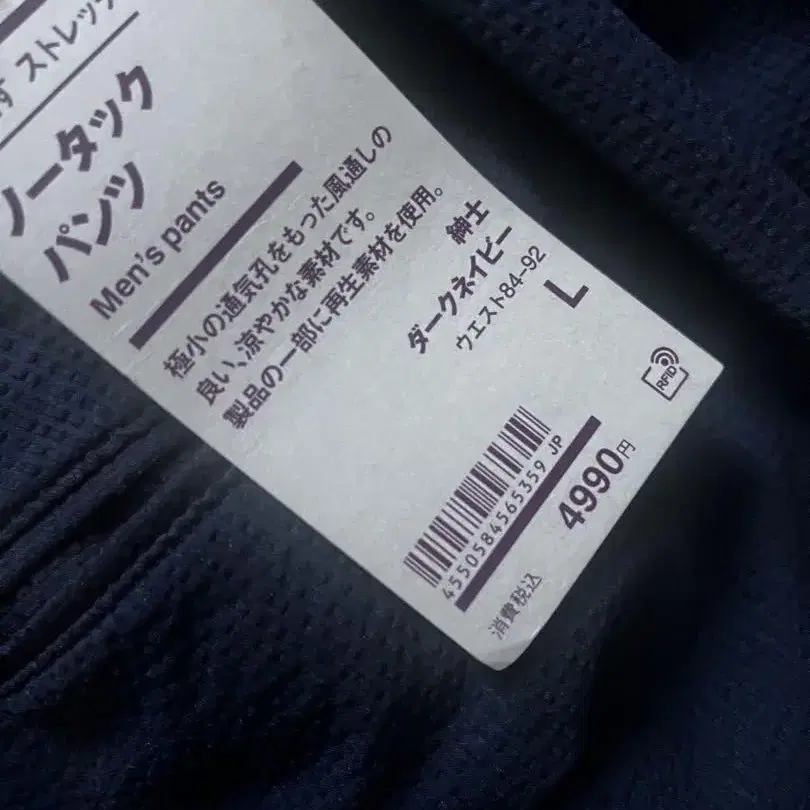 す ストレッチ
ノータック
パンツ
Men's pants
極小の通気孔をもった風通しの
良い、涼やかな素材です。
製品の一部に再生素材を使用。
紳士
ダークネイビー
ウエスト84-92
L
RFID
4550584565359 JP
4990円
消費税込